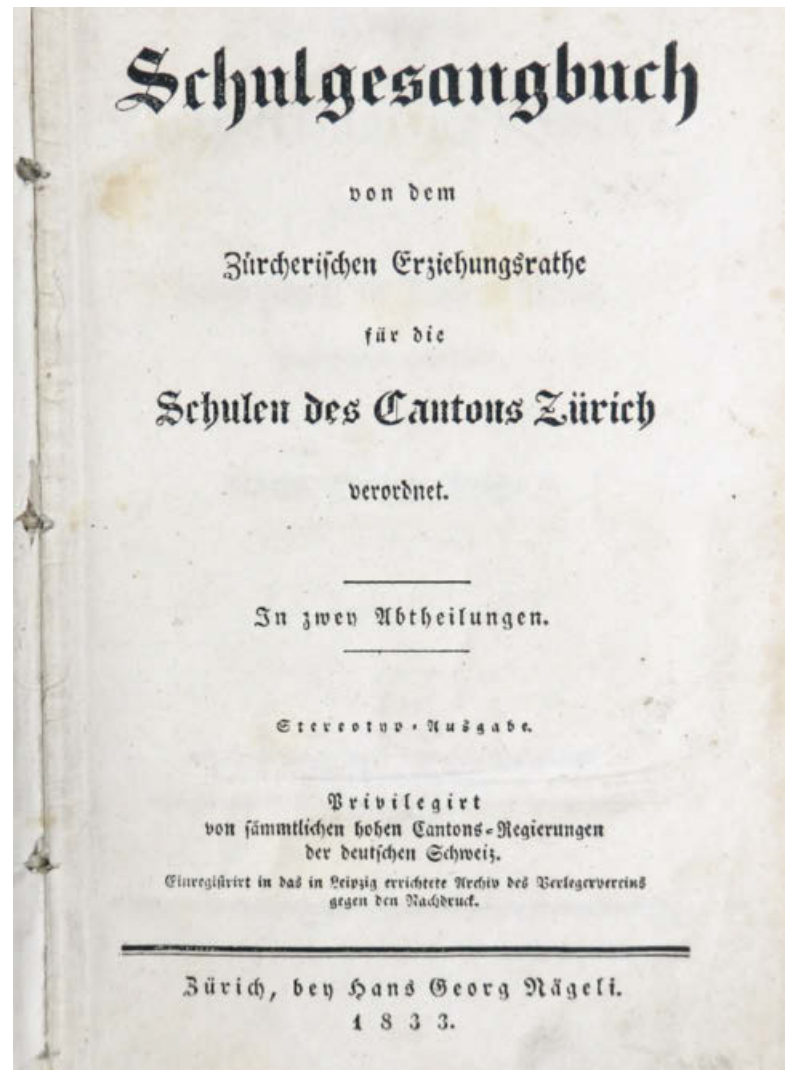 Schulgesangbuch
von dem
Zürcherischen Erziehungsrathe
für die
Schulen des Cantons Zürich
verordnet.
In zwey Abtheilungen.
Stereotyp-Ausgabe.
Privilegirt
von sämmtlichen hohen Cantons-Regierungen
der deutschen Schweiz.
Einregistrirt in das in Leipzig errichtete Archiv des Verlegervereins
gegen den Nachdruck.
Zürich, bey Hans Georg Nägeli.
1833.